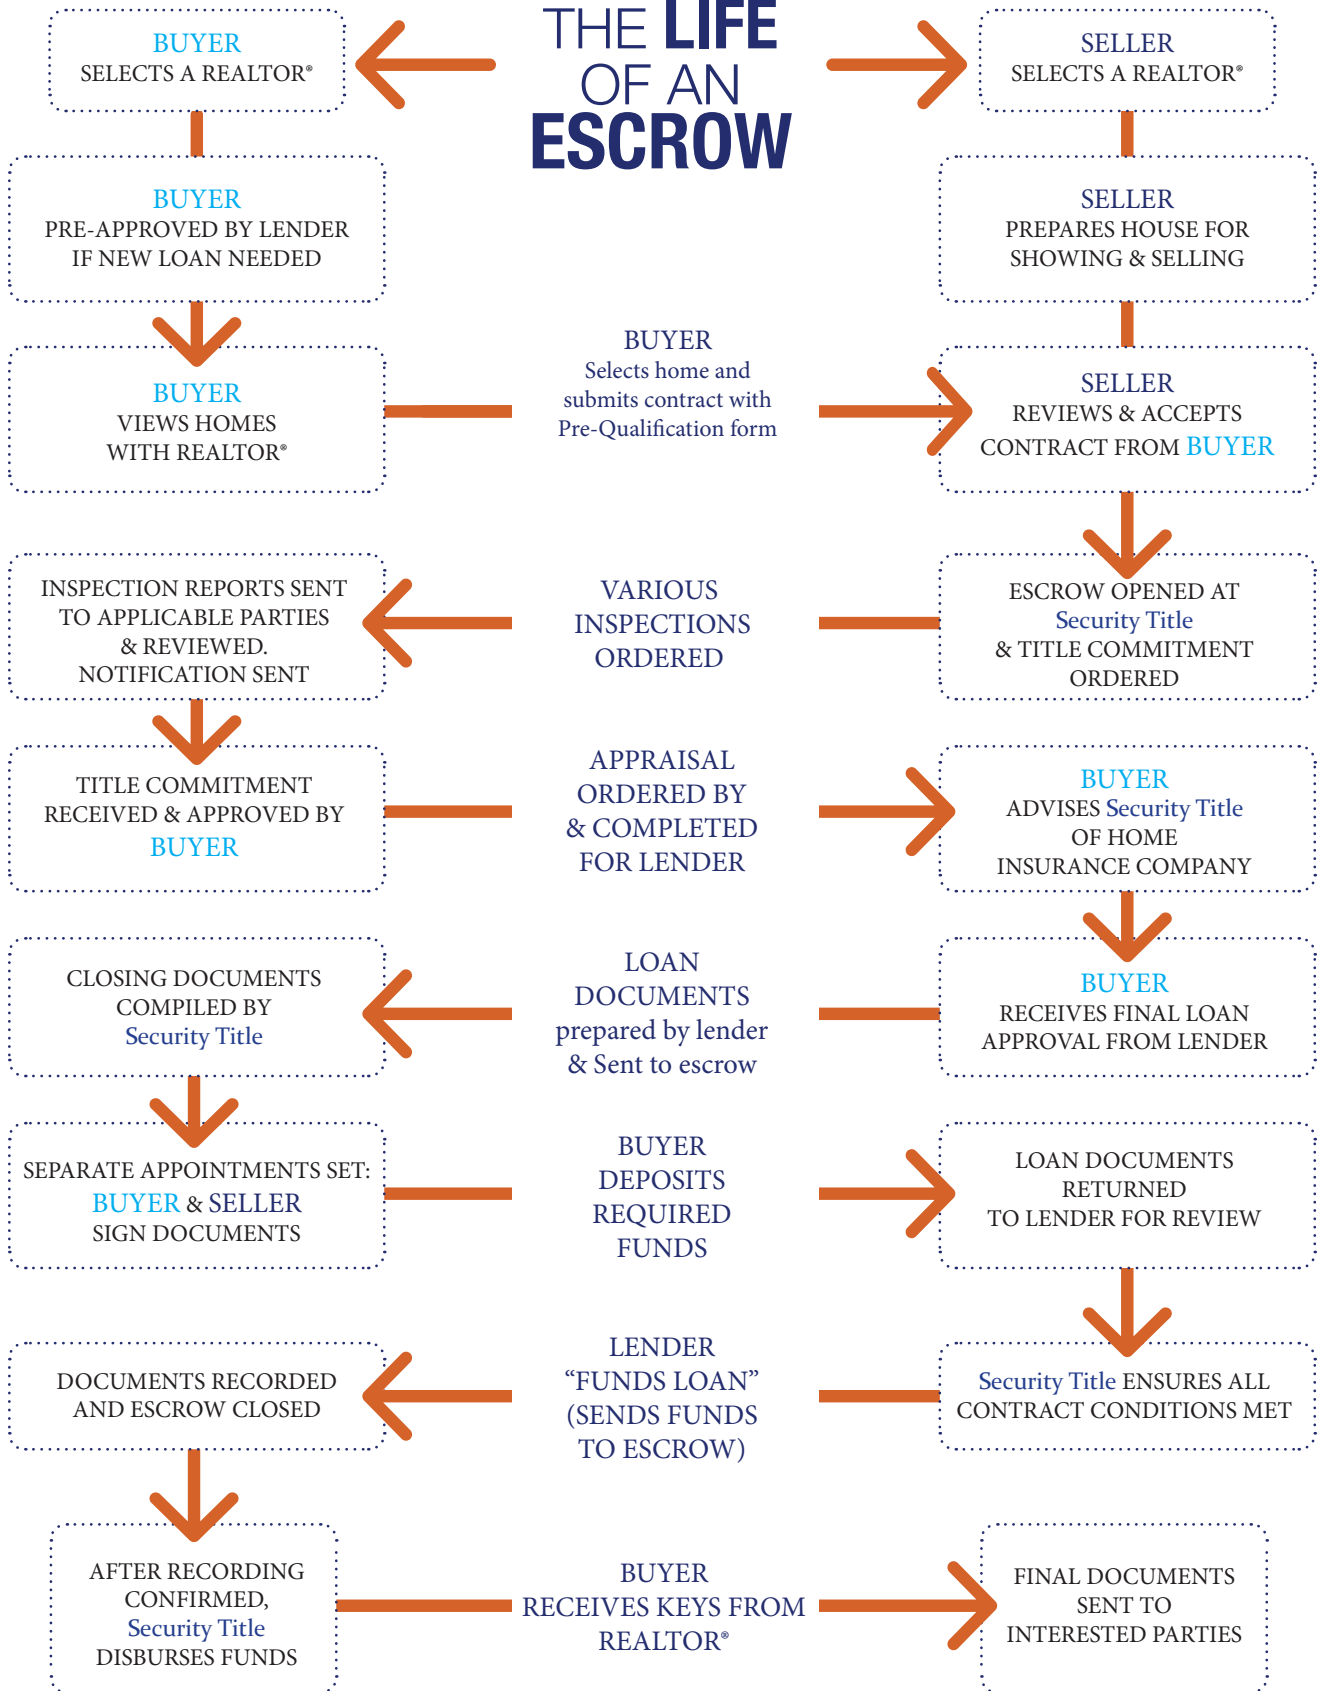 THE LIFE
OF AN
ESCROW
BUYER
SELECTS A REALTOR®
SELLER
SELECTS A REALTOR®
BUYER
PRE-APPROVED BY LENDER
IF NEW LOAN NEEDED
SELLER
PREPARES HOUSE FOR
SHOWING & SELLING
BUYER
VIEWS HOMES
WITH REALTOR®
BUYER
Selects home and
submits contract with
Pre-Qualification form
SELLER
REVIEWS & ACCEPTS
CONTRACT FROM BUYER
ESCROW OPENED AT
Security Title
& TITLE COMMITMENT
ORDERED
VARIOUS
INSPECTIONS
ORDERED
INSPECTION REPORTS SENT
TO APPLICABLE PARTIES
& REVIEWED.
NOTIFICATION SENT
TITLE COMMITMENT
RECEIVED & APPROVED BY
BUYER
APPRAISAL
ORDERED BY
& COMPLETED
FOR LENDER
BUYER
ADVISES Security Title
OF HOME
INSURANCE COMPANY
BUYER
RECEIVES FINAL LOAN
APPROVAL FROM LENDER
LOAN
DOCUMENTS
prepared by lender
& Sent to escrow
CLOSING DOCUMENTS
COMPILED BY
Security Title
SEPARATE APPOINTMENTS SET:
BUYER & SELLER
SIGN DOCUMENTS
BUYER
DEPOSITS
REQUIRED
FUNDS
LOAN DOCUMENTS
RETURNED
TO LENDER FOR REVIEW
Security Title ENSURES ALL
CONTRACT CONDITIONS MET
LENDER
“FUNDS LOAN”
(SENDS FUNDS
TO ESCROW)
DOCUMENTS RECORDED
AND ESCROW CLOSED
AFTER RECORDING
CONFIRMED,
Security Title
DISBURSES FUNDS
BUYER
RECEIVES KEYS FROM
REALTOR®
FINAL DOCUMENTS
SENT TO
INTERESTED PARTIES